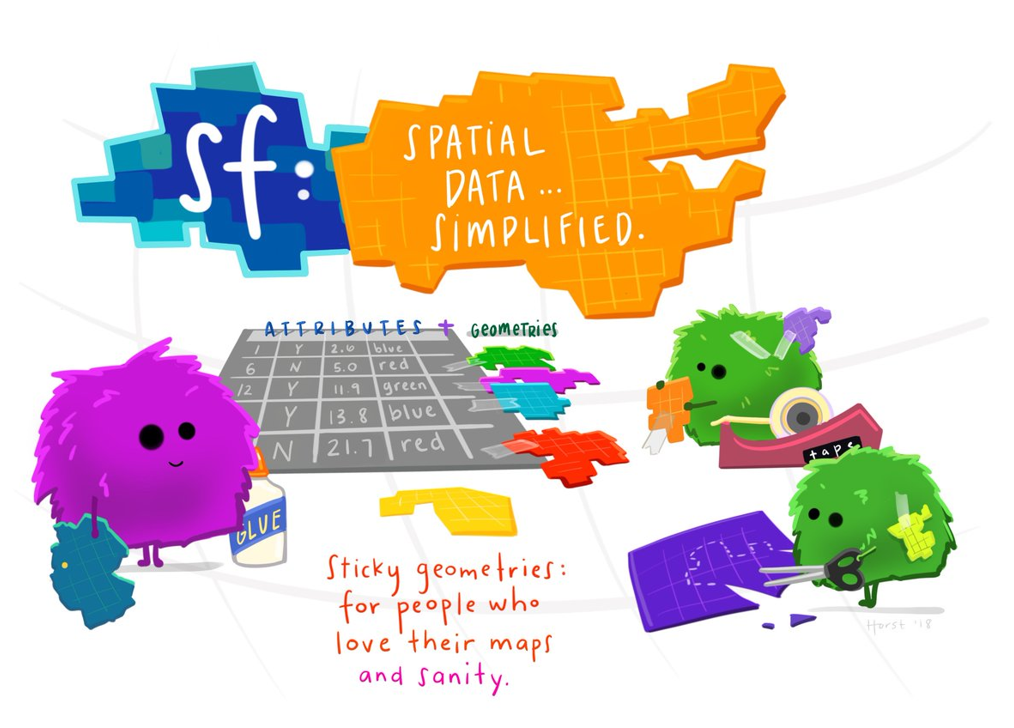 sf:
SPATIAL
DATA...
SIMPLIFIED.
ATTRIBUTES + GEOMETRIES
1 Y 2.6 blue
6 N 5.0 red
12 Y 11.9 green
Y 13.8 blue
N 21.7 red
tape
GLUE
Sticky geometries:
for people who
love their maps
and sanity.
Horst '18